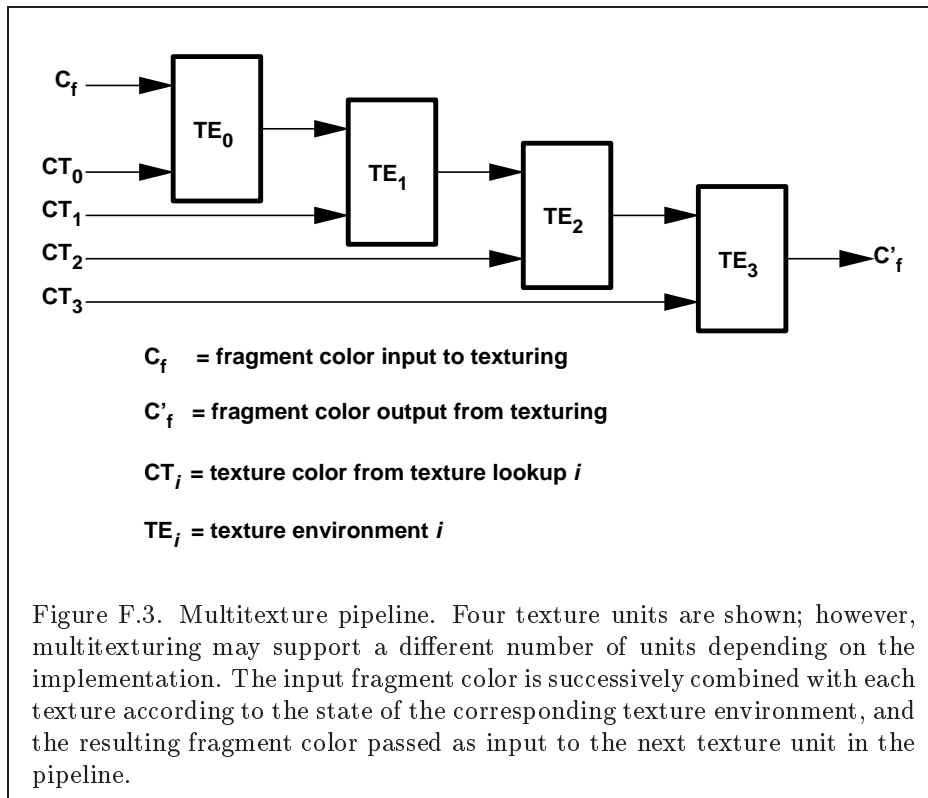 C_f
TE_0
CT_0
TE_1
CT_1
TE_2
CT_2
TE_3
C'_f
CT_3
C_f = fragment color input to texturing
C'_f = fragment color output from texturing
CT_i = texture color from texture lookup i
TE_i = texture environment i
Figure F.3. Multitexture pipeline. Four texture units are shown; however,
multitexturing may support a different number of units depending on the
implementation. The input fragment color is successively combined with each
texture according to the state of the corresponding texture environment, and
the resulting fragment color passed as input to the next texture unit in the
pipeline.